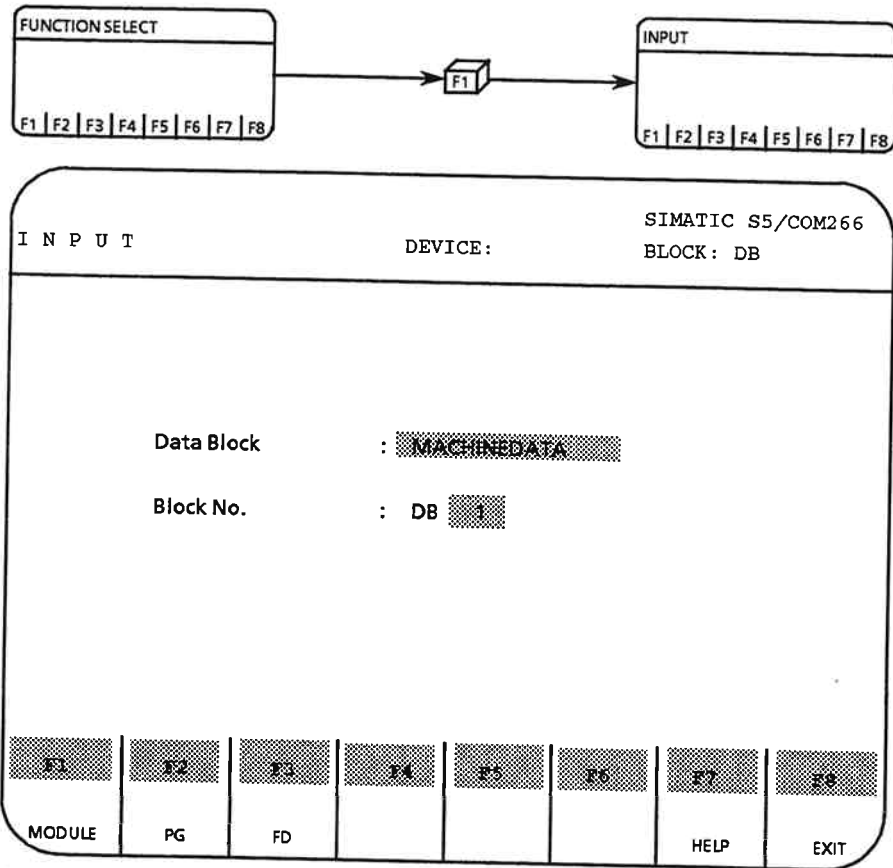 FUNCTION SELECT
F1 F2 F3 F4 F5 F6 F7 F8
F1
INPUT
F1 F2 F3 F4 F5 F6 F7 F8
SIMATIC S5/COM266
I N P U T DEVICE: BLOCK: DB
Data Block : MACHINEDATA
Block No. : DB 1
F1 F2 F3 F4 F5 F6 F7 F8
MODULE PG FD HELP EXIT